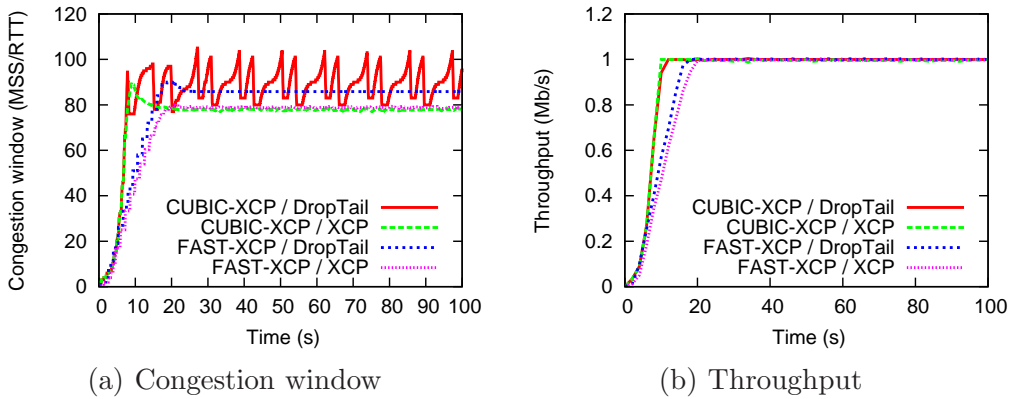 120
100
80
60
40
20
0
0 10 20 30 40 50 60 70 80 90 100
Congestion window (MSS/RTT)
Time (s)
CUBIC-XCP / DropTail
CUBIC-XCP / XCP
FAST-XCP / DropTail
FAST-XCP / XCP
(a) Congestion window
1.2
1
0.8
0.6
0.4
0.2
0
0 20 40 60 80 100
Throughput (Mb/s)
Time (s)
CUBIC-XCP / DropTail
CUBIC-XCP / XCP
FAST-XCP / DropTail
FAST-XCP / XCP
(b) Throughput